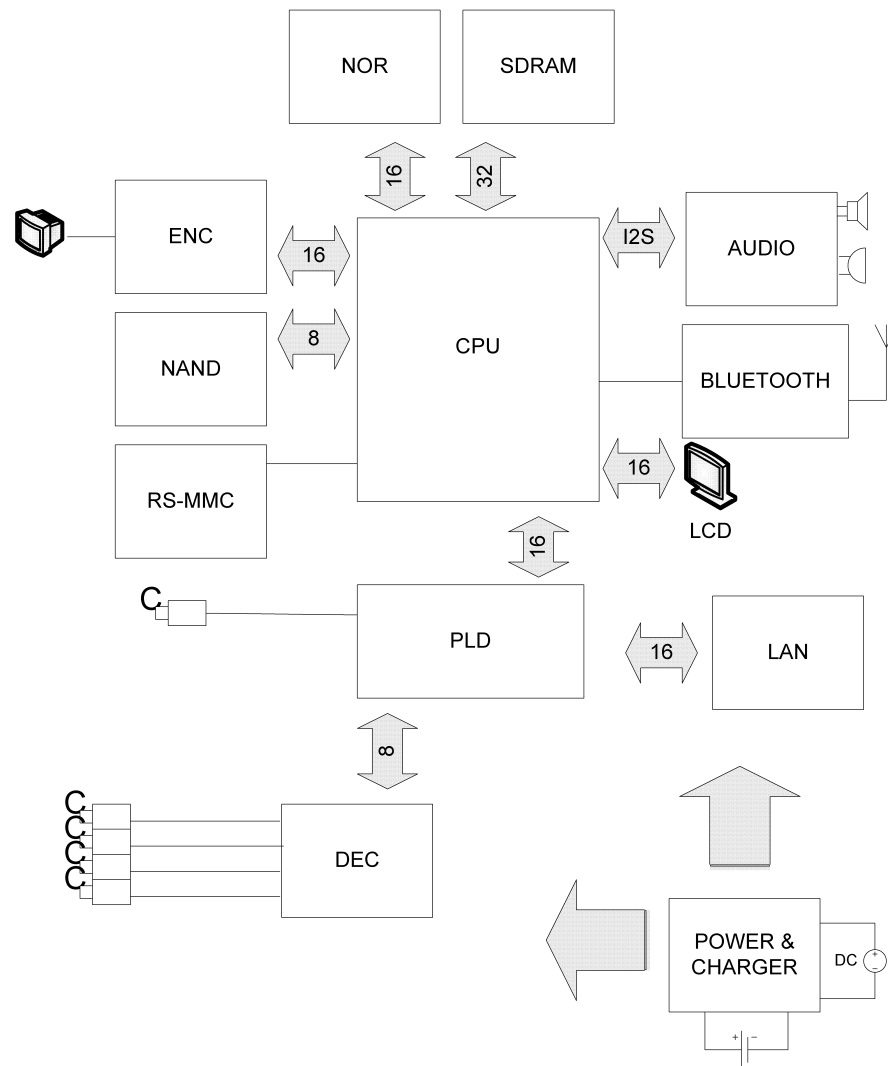 NOR
SDRAM
16
32
ENC
16
I2S
AUDIO
NAND
8
CPU
BLUETOOTH
RS-MMC
16
LCD
16
C
PLD
16
LAN
8
C
C
C
C
DEC
POWER &
CHARGER
DC
+
−
+
−